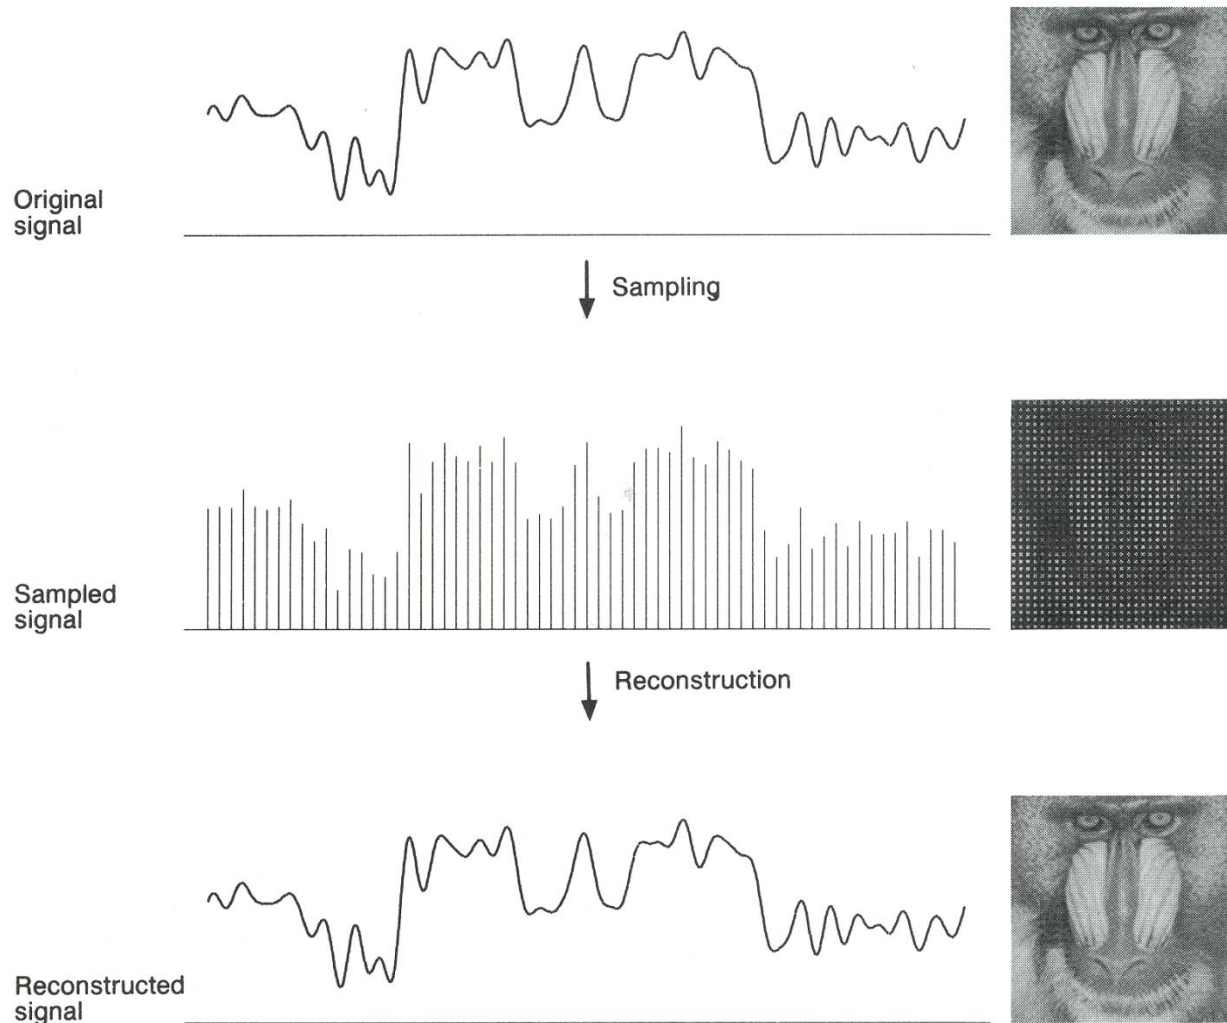 Original
signal
Sampling
Sampled
signal
Reconstruction
Reconstructed
signal